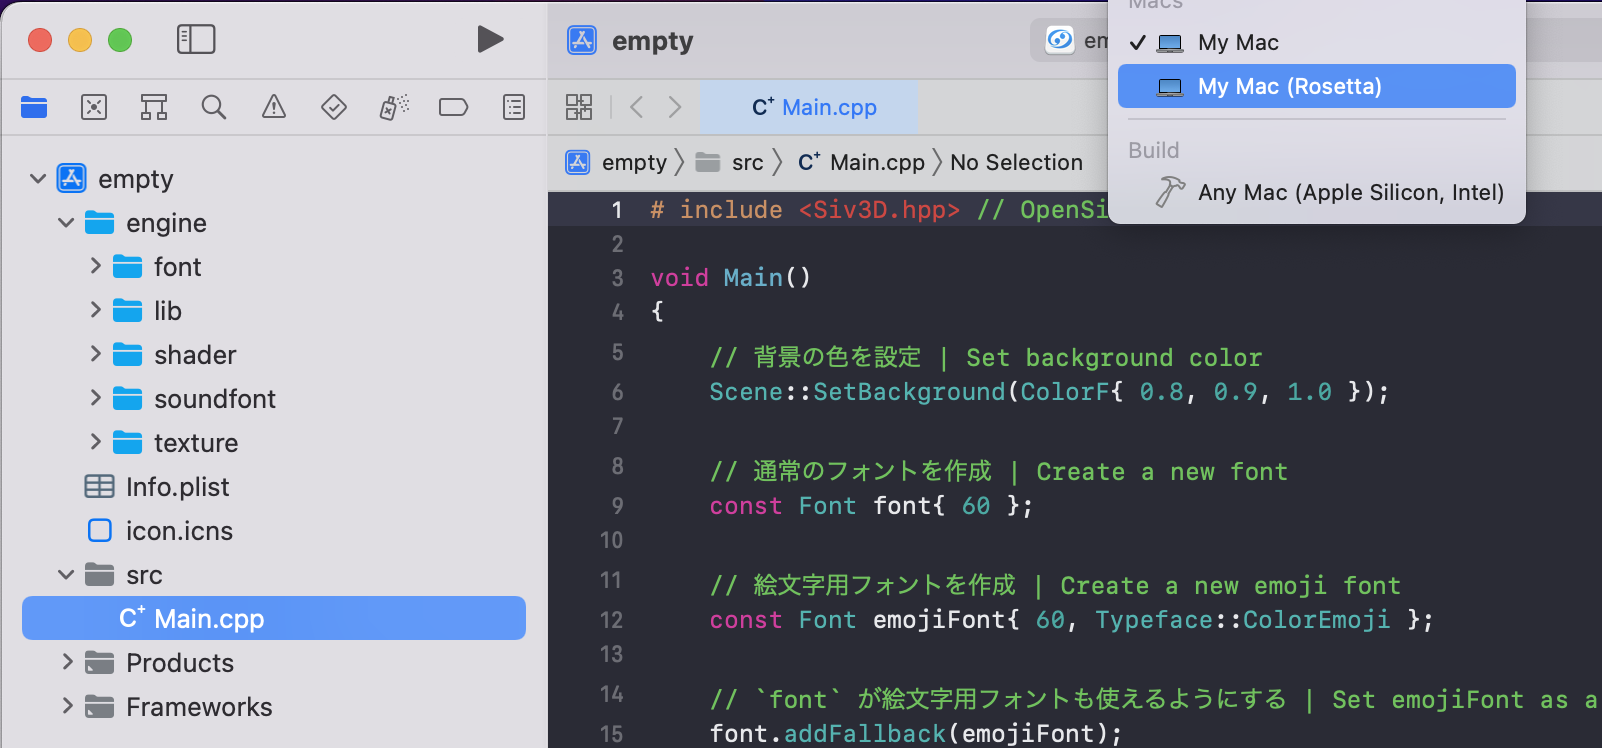 empty
em
Macs
My Mac
My Mac (Rosetta)
Build
Any Mac (Apple Silicon, Intel)
C+ Main.cpp
empty 〉 src 〉 C+ Main.cpp 〉 No Selection
empty
engine
font
lib
shader
soundfont
texture
Info.plist
icon.icns
src
C+ Main.cpp
Products
Frameworks
1 # include <Siv3D.hpp> // OpenSi
2
3 void Main()
4 {
5 // 背景の色を設定 | Set background color
6 Scene::SetBackground(ColorF{ 0.8, 0.9, 1.0 });
7
8 // 通常のフォントを作成 | Create a new font
9 const Font font{ 60 };
10
11 // 絵文字用フォントを作成 | Create a new emoji font
12 const Font emojiFont{ 60, Typeface::ColorEmoji };
13
14 // `font` が絵文字用フォントも使えるようにする | Set emojiFont as a
15 font.addFallback(emojiFont);